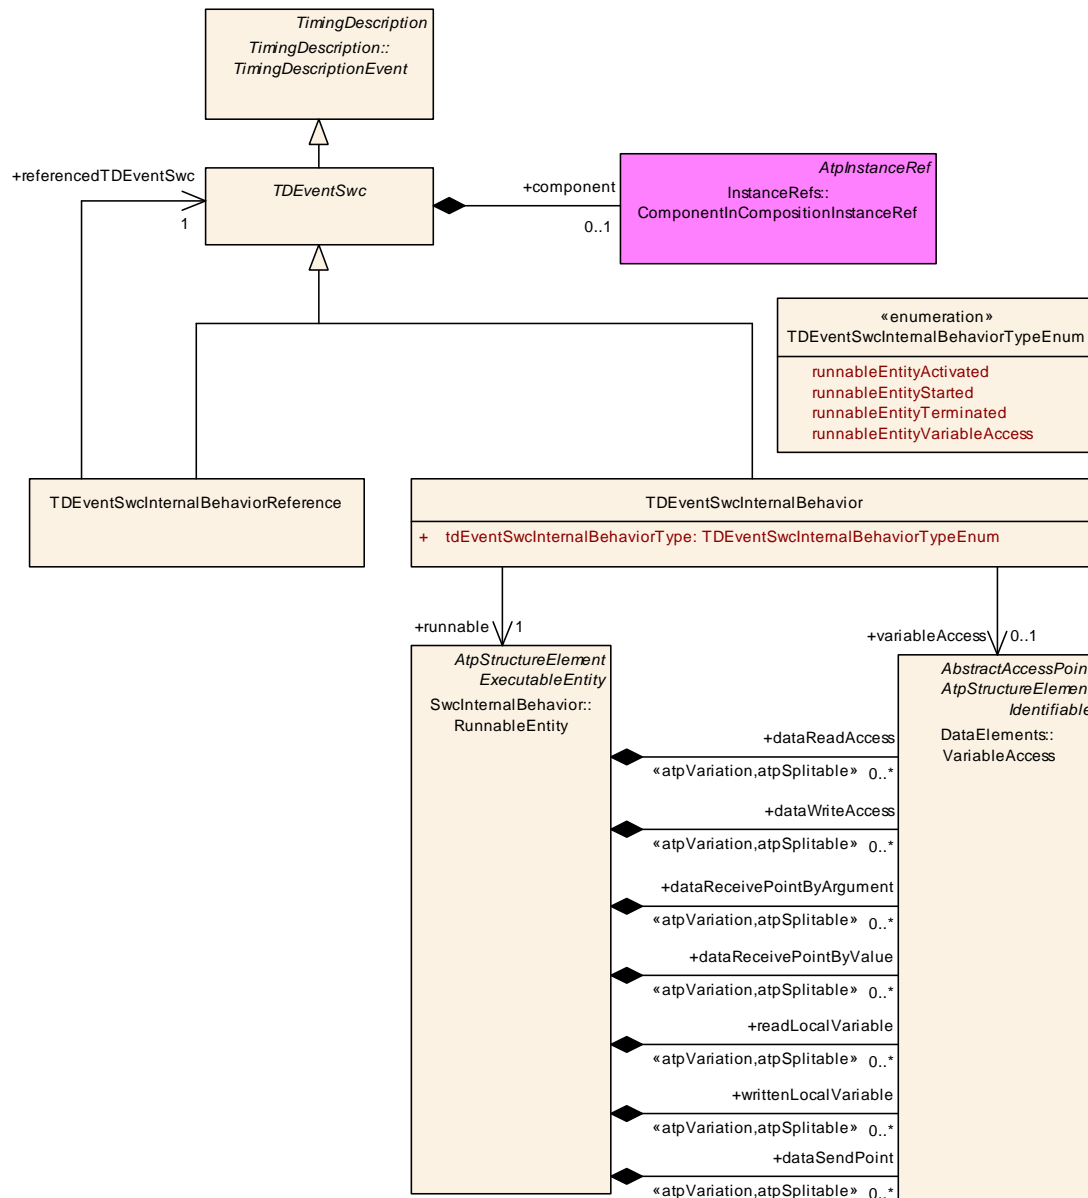 TimingDescription
TimingDescription::
TimingDescriptionEvent
+referencedTDEventSwc
1
TDEventSwc
+component
0..1
AtpInstanceRef
InstanceRefs::
ComponentInCompositionInstanceRef
«enumeration»
TDEventSwcInternalBehaviorTypeEnum
runnableEntityActivated
runnableEntityStarted
runnableEntityTerminated
runnableEntityVariableAccess
TDEventSwcInternalBehaviorReference
TDEventSwcInternalBehavior
+ tdEventSwcInternalBehaviorType: TDEventSwcInternalBehaviorTypeEnum
+runnable 1
+variableAccess 0..1
AtpStructureElement
ExecutableEntity
SwcInternalBehavior::
RunnableEntity
AbstractAccessPoin
AtpStructureElemen
Identifiable
DataElements::
VariableAccess
+dataReadAccess
«atpVariation,atpSplitable» 0..*
+dataWriteAccess
«atpVariation,atpSplitable» 0..*
+dataReceivePointByArgument
«atpVariation,atpSplitable» 0..*
+dataReceivePointByValue
«atpVariation,atpSplitable» 0..*
+readLocalVariable
«atpVariation,atpSplitable» 0..*
+writtenLocalVariable
«atpVariation,atpSplitable» 0..*
+dataSendPoint
«atpVariation,atpSplitable» 0..*